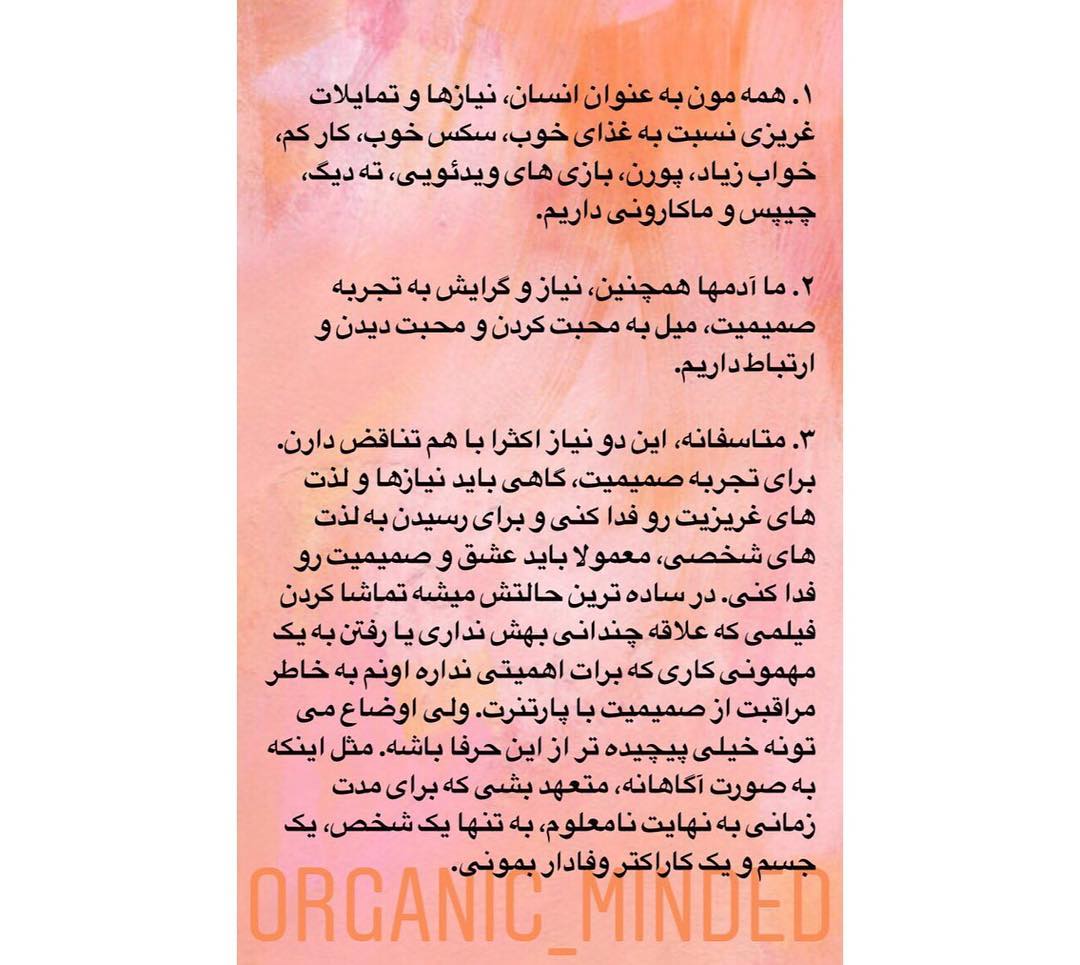 ۱. همه مون به عنوان انسان، نیازها و تمایلات
غریزی نسبت به غذای خوب، سکس خوب، کار کم،
خواب زیاد، پورن، بازی های ویدئویی، ته دیگ،
چیپس و ماکارونی داریم.
۲. ما آدمها همچنین، نیاز و گرایش به تجربه
صمیمیت، میل به محبت کردن و محبت دیدن و
ارتباط داریم.
۳. متاسفانه، این دو نیاز اکثرا با هم تناقض دارن.
برای تجربه صمیمیت، گاهی باید نیازها و لذت
های غریزیت رو فدا کنی و برای رسیدن به لذت
های شخصی، معمولا باید عشق و صمیمیت رو
فدا کنی. در ساده ترین حالتش میشه تماشا کردن
فیلمی که علاقه چندانی بهش نداری یا رفتن به یک
مهمونی کاری که برات اهمیتی نداره اونم به خاطر
مراقبت از صمیمیت با پارتنرت. ولی اوضاع می
تونه خیلی پیچیده تر از این حرفا باشه. مثل اینکه
به صورت آگاهانه، متعهد بشی که برای مدت
زمانی به نهایت نامعلوم، به تنها یک شخص، یک
جسم و یک کاراکتر وفادار بمونی.
ORGANIC_MINDED